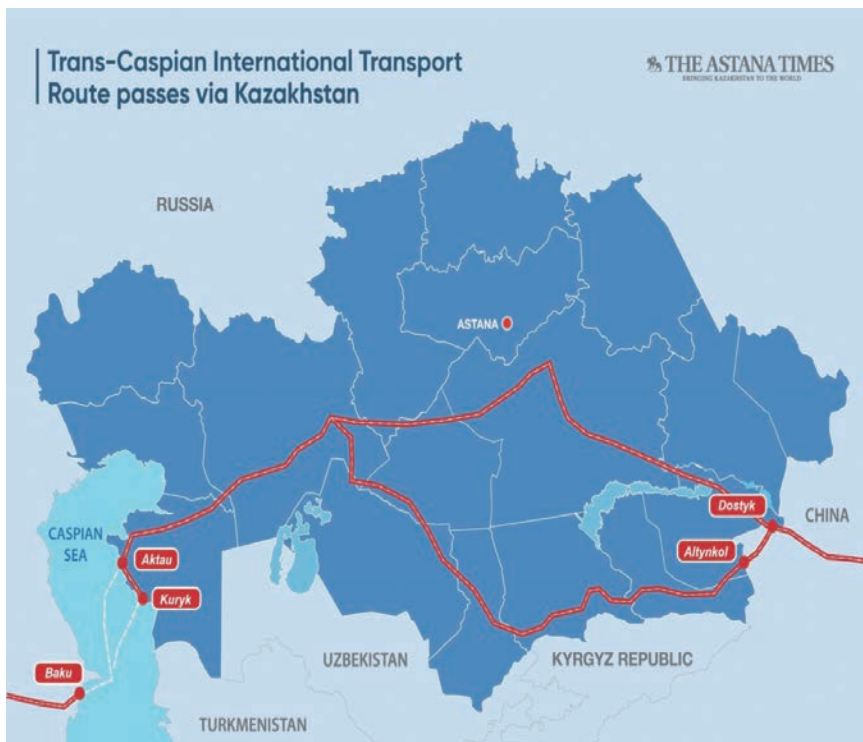 Trans-Caspian International Transport
Route passes via Kazakhstan
THE ASTANA TIMES
BRINGING KAZAKHSTAN TO THE WORLD
RUSSIA
ASTANA
CASPIAN
SEA
Dostyk
CHINA
Aktau
Altynkol
Kuryk
UZBEKISTAN
KYRGYZ REPUBLIC
Baku
TURKMENISTAN